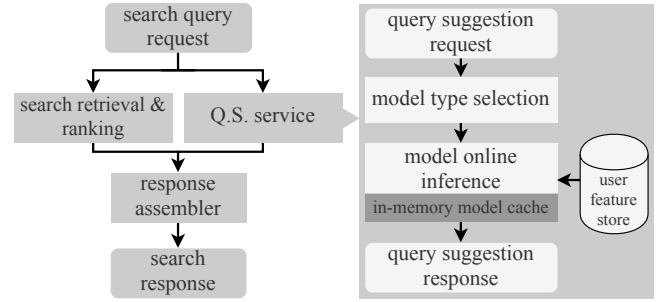 search query
request
search retrieval &
ranking
Q.S. service
response
assembler
search
response
query suggestion
request
model type selection
model online
inference
in-memory model cache
user
feature
store
query suggestion
response